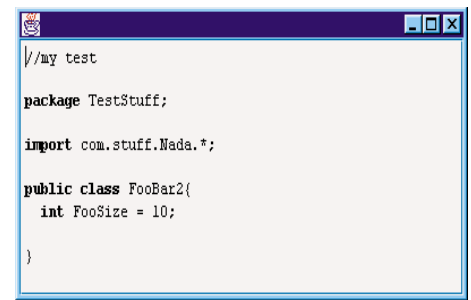 //my test
package TestStuff;
import com.stuff.Nada.*;
public class FooBar2{
int FooSize = 10;
}